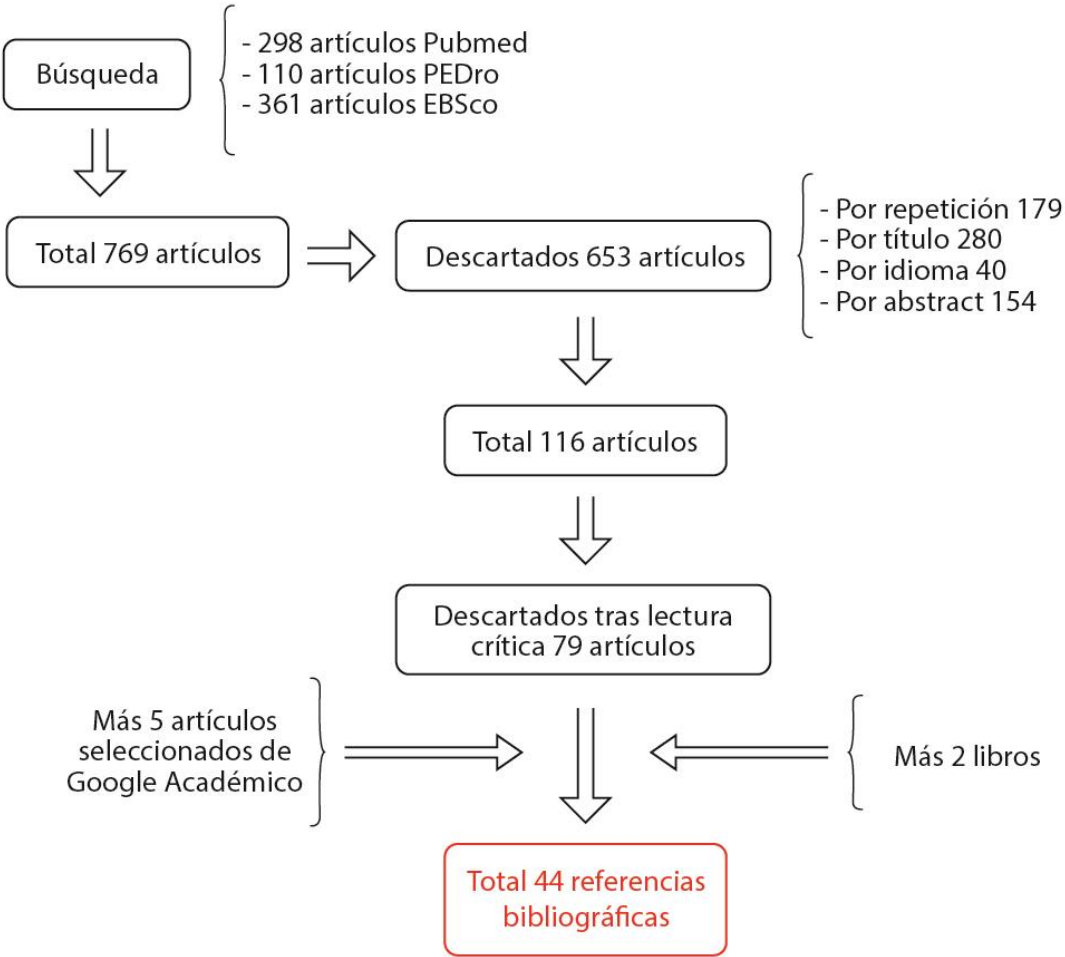 Búsqueda
- 298 artículos Pubmed
- 110 artículos PEDro
- 361 artículos EBSco
Total 769 artículos
Descartados 653 artículos
- Por repetición 179
- Por título 280
- Por idioma 40
- Por abstract 154
Total 116 artículos
Descartados tras lectura
crítica 79 artículos
Más 5 artículos
seleccionados de
Google Académico
Más 2 libros
Total 44 referencias
bibliográficas